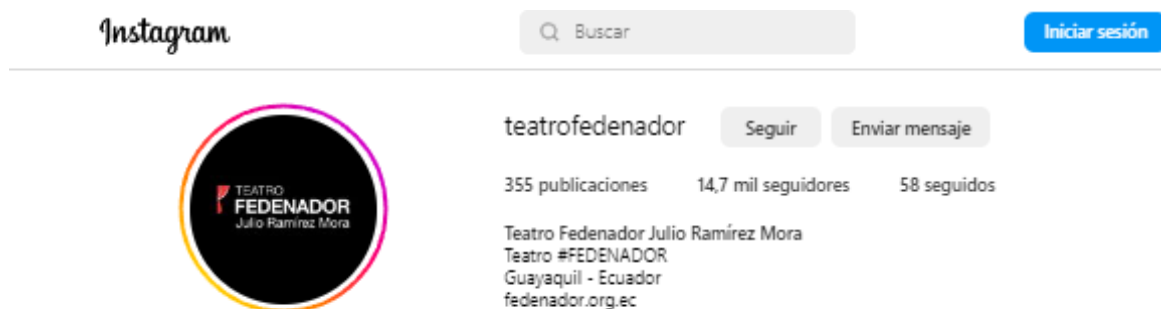 Instagram
Buscar
Iniciar sesión
teatrofedenador Seguir Enviar mensaje
355 publicaciones 14,7 mil seguidores 58 seguidos
TEATRO
FEDENADOR
Julio Ramírez Mora
Teatro Fedenador Julio Ramírez Mora
Teatro #FEDENADOR
Guayaquil - Ecuador
fedenador.org.ec